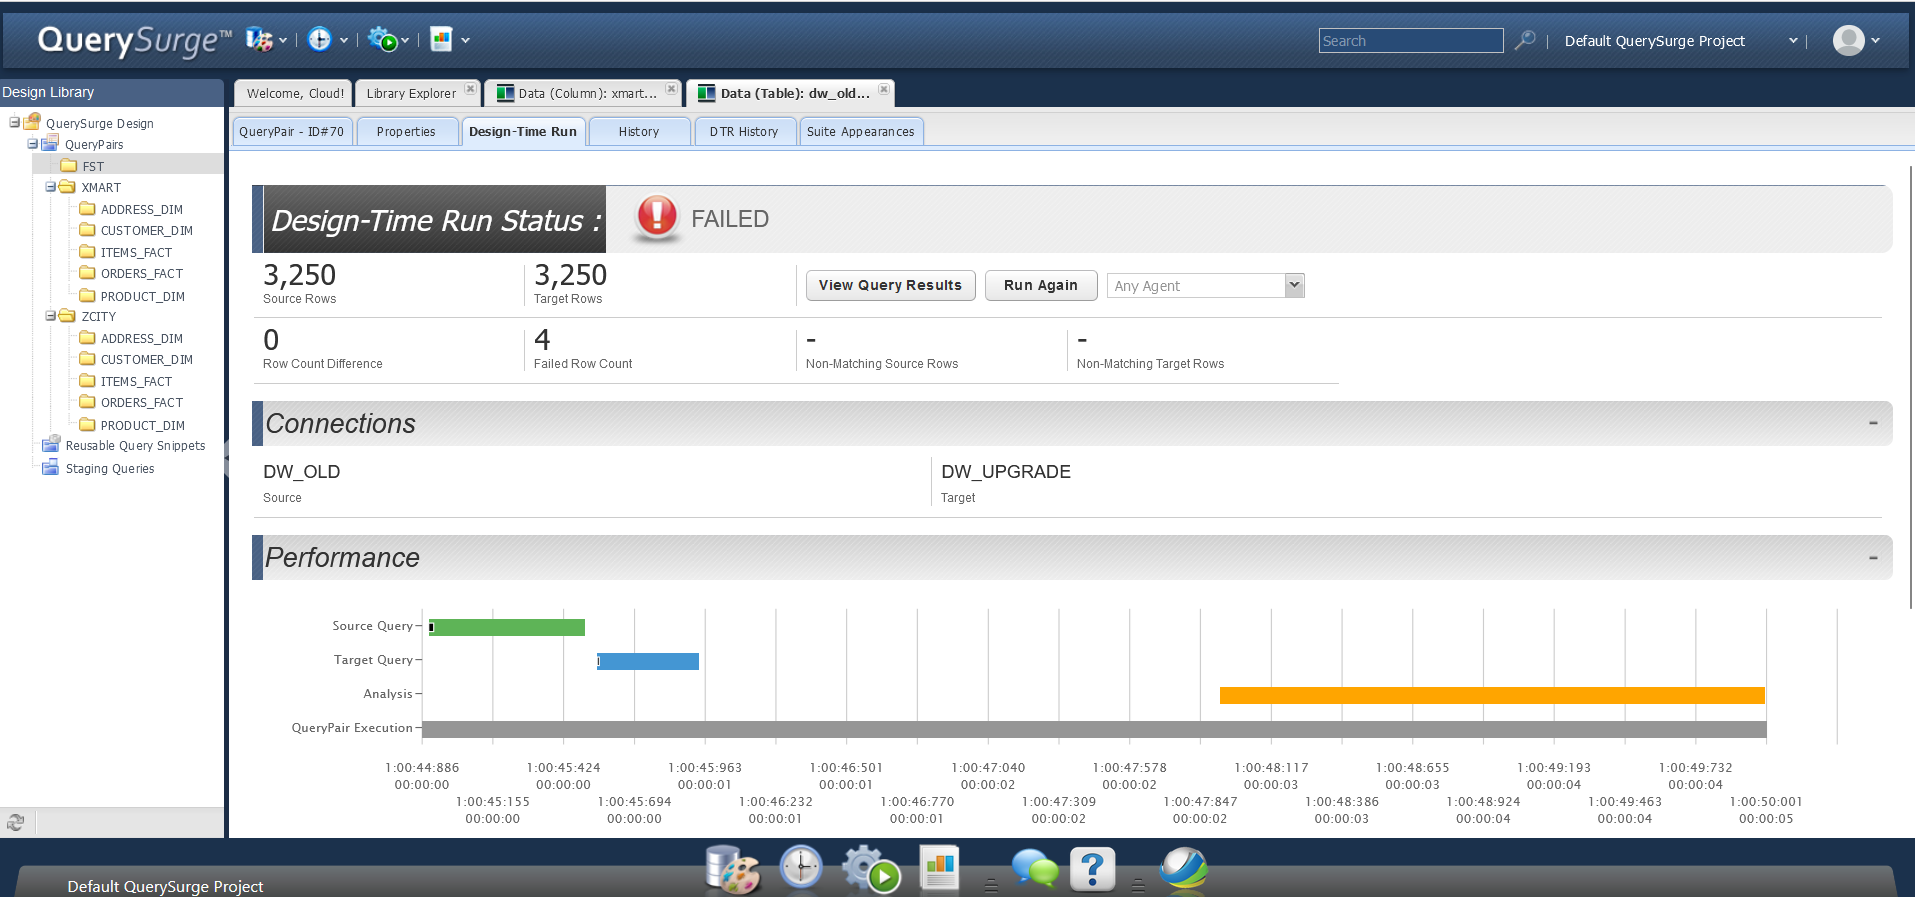 QuerySurge™
Search
Default QuerySurge Project
Design Library
Welcome, Cloud!
Library Explorer
Data (Column): xmart...
Data (Table): dw_old...
QuerySurge Design
QueryPairs
FST
XMART
ADDRESS_DIM
CUSTOMER_DIM
ITEMS_FACT
ORDERS_FACT
PRODUCT_DIM
ZCITY
ADDRESS_DIM
CUSTOMER_DIM
ITEMS_FACT
ORDERS_FACT
PRODUCT_DIM
Reusable Query Snippets
Staging Queries
QueryPair - ID#70
Properties
Design-Time Run
History
DTR History
Suite Appearances
Design-Time Run Status :
FAILED
3,250
Source Rows
3,250
Target Rows
View Query Results
Run Again
Any Agent
0
Row Count Difference
4
Failed Row Count
-
Non-Matching Source Rows
-
Non-Matching Target Rows
Connections
-
DW_OLD
Source
DW_UPGRADE
Target
Performance
-
Source Query
Target Query
Analysis
QueryPair Execution
1:00:44:886 1:00:45:424 1:00:45:963 1:00:46:501 1:00:47:040 1:00:47:578 1:00:48:117 1:00:48:655 1:00:49:193 1:00:49:732
00:00:00 00:00:00 00:00:01 00:00:01 00:00:02 00:00:02 00:00:03 00:00:03 00:00:04 00:00:04
1:00:45:155 1:00:45:694 1:00:46:232 1:00:46:770 1:00:47:309 1:00:47:847 1:00:48:386 1:00:48:924 1:00:49:463 1:00:50:001
00:00:00 00:00:00 00:00:01 00:00:01 00:00:02 00:00:02 00:00:03 00:00:04 00:00:04 00:00:05
Default QuerySurge Project
?